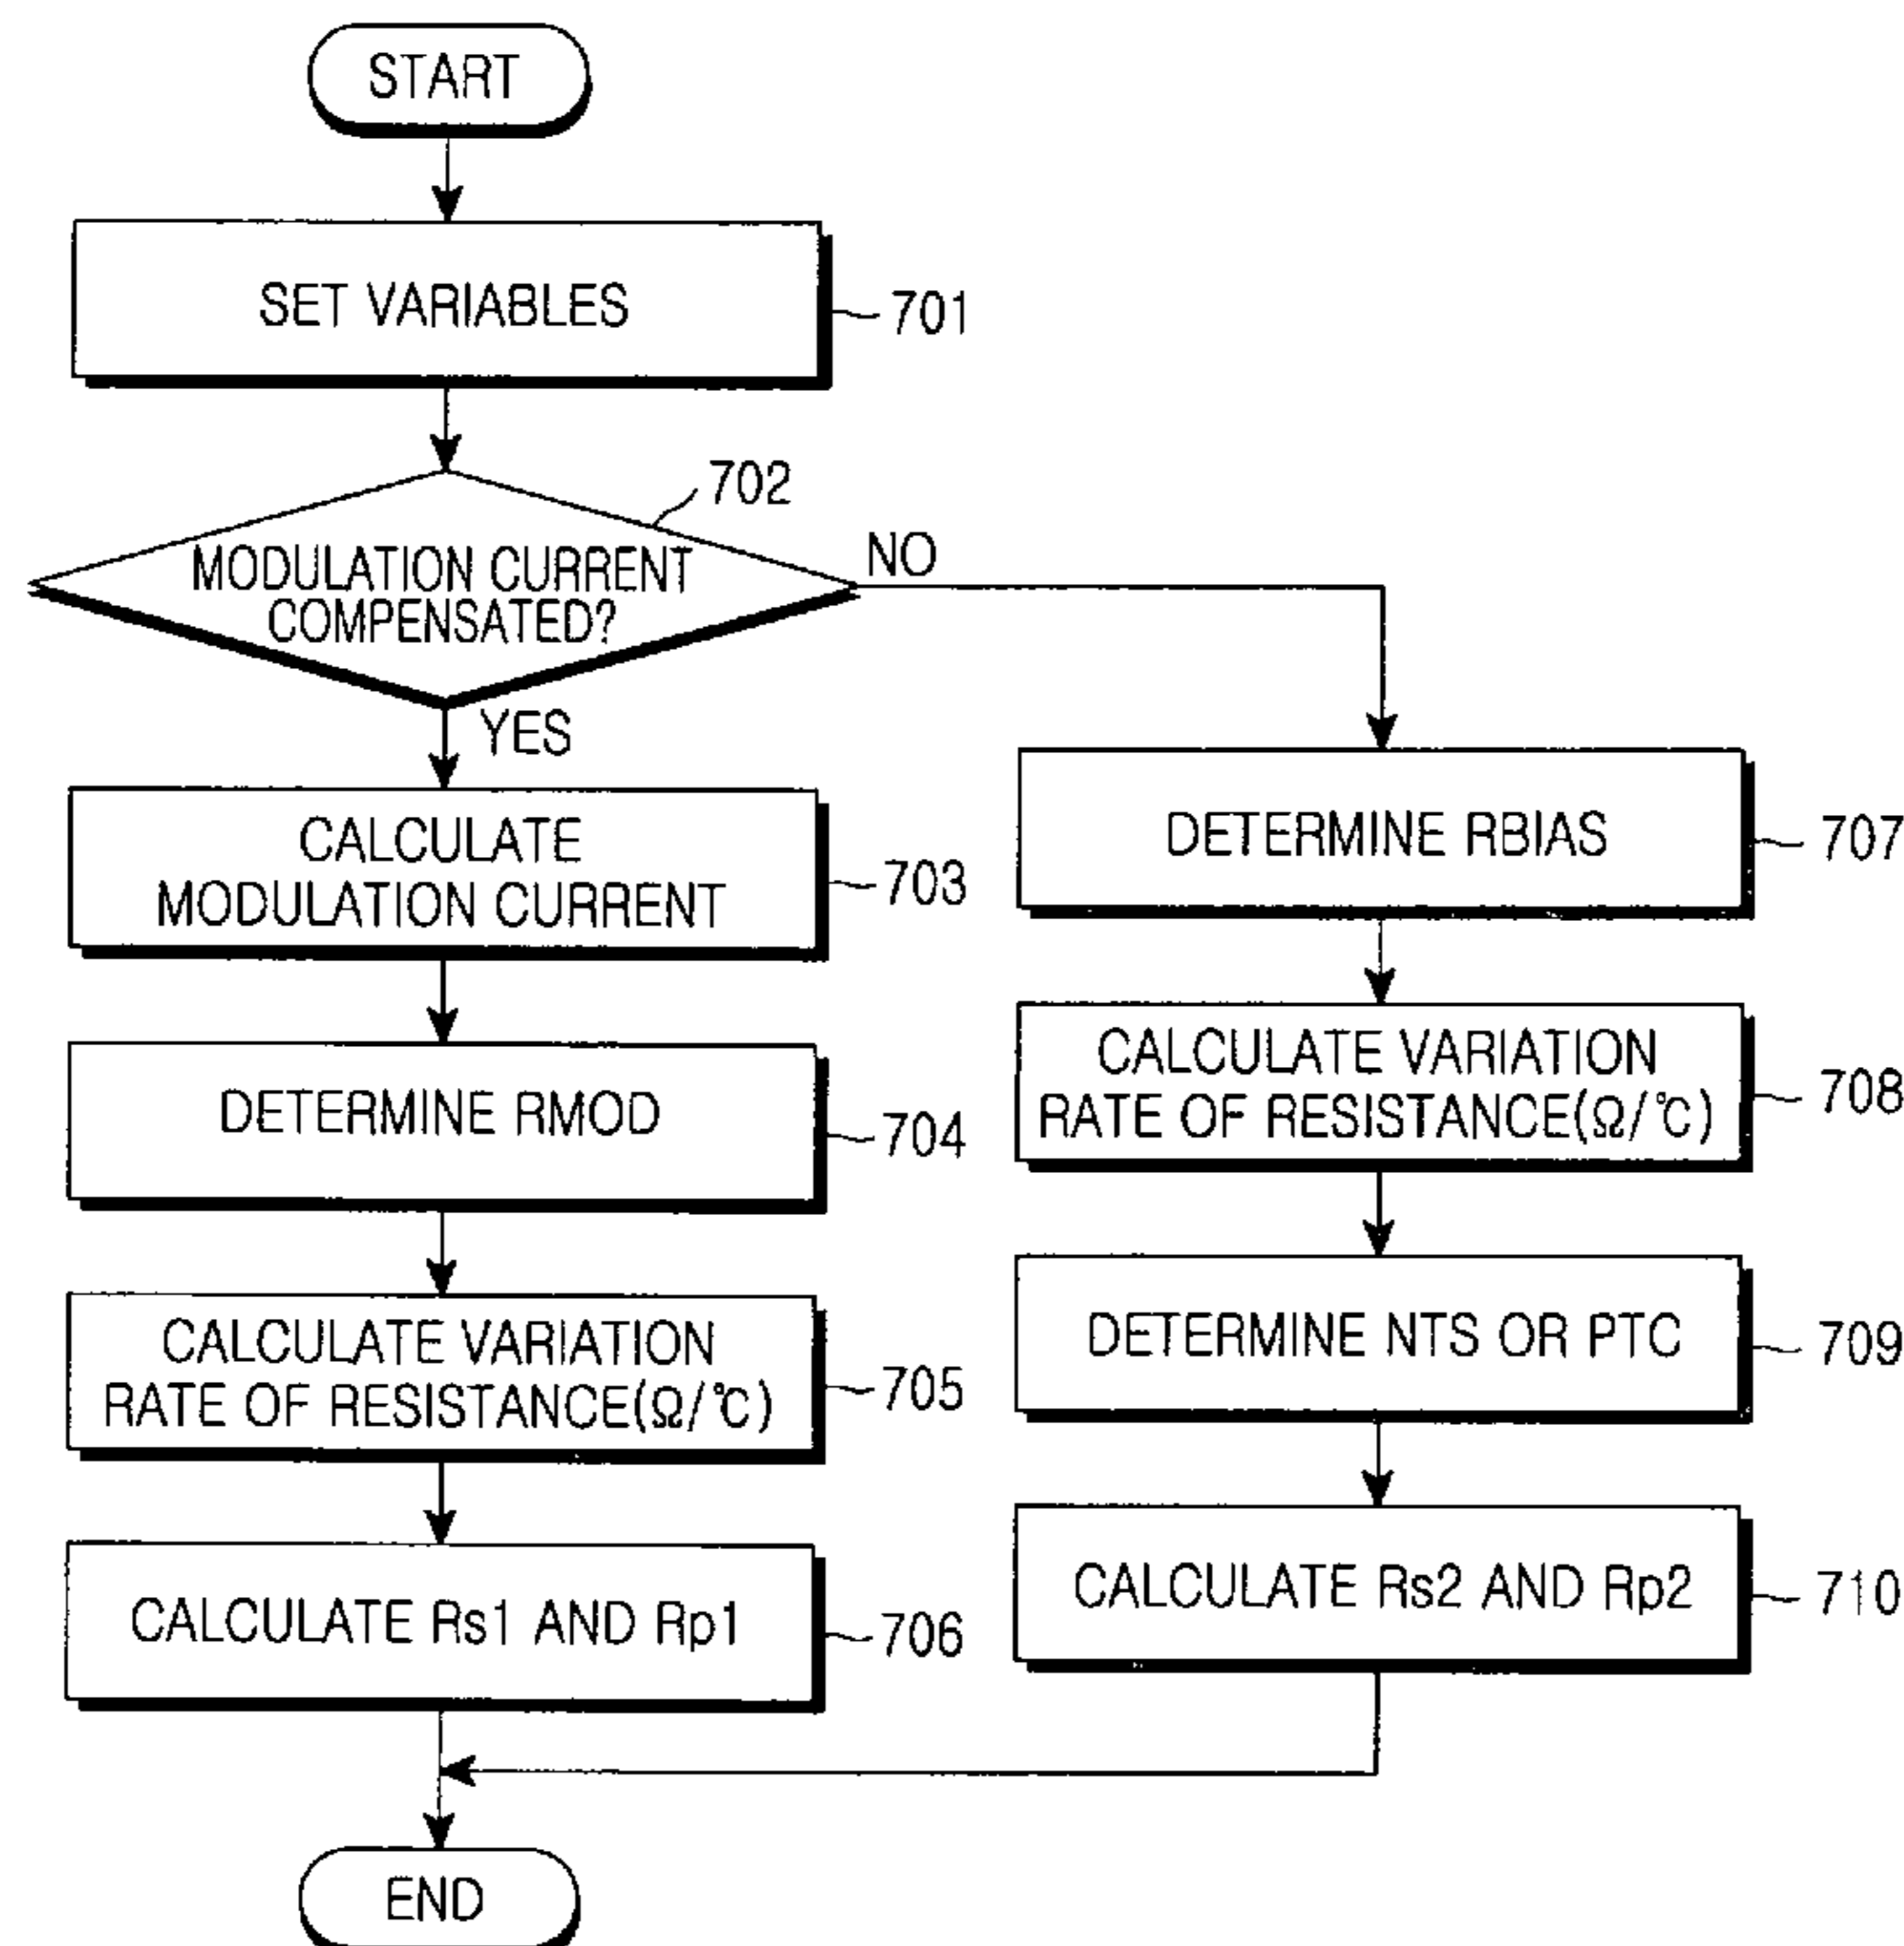 START
SET VARIABLES
701
702
MODULATION CURRENT
COMPENSATED?
NO
YES
CALCULATE
MODULATION CURRENT
703
DETERMINE RMOD
704
CALCULATE VARIATION
RATE OF RESISTANCE(Ω/℃)
705
CALCULATE Rs1 AND Rp1
706
DETERMINE RBIAS
707
CALCULATE VARIATION
RATE OF RESISTANCE(Ω/℃)
708
DETERMINE NTS OR PTC
709
CALCULATE Rs2 AND Rp2
710
END